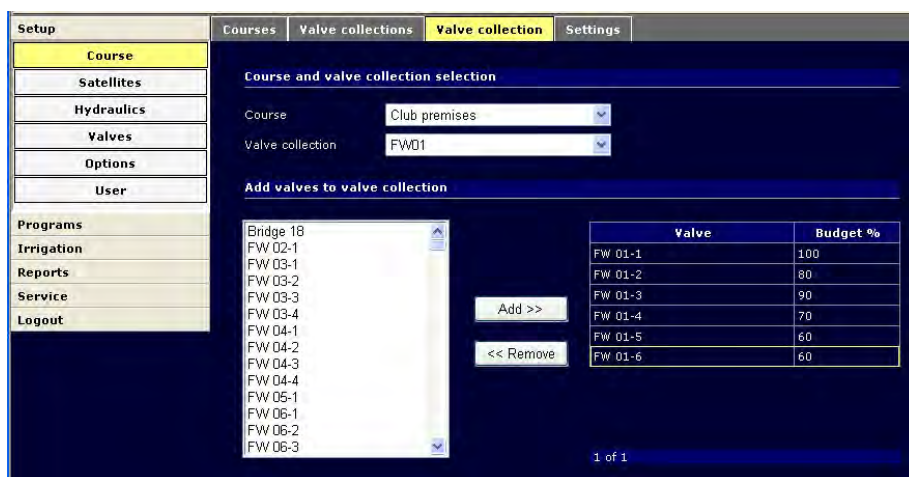 Setup
Course
Satellites
Hydraulics
Valves
Options
User
Programs
Irrigation
Reports
Service
Logout
Courses Valve collections Valve collection Settings
Course and valve collection selection
Course Club premises
Valve collection FW01
Add valves to valve collection
Bridge 18
FW 02-1
FW 03-1
FW 03-2
FW 03-3
FW 03-4
FW 04-1
FW 04-2
FW 04-3
FW 04-4
FW 05-1
FW 06-1
FW 06-2
FW 06-3
Add >>
<< Remove
Valve Budget %
FW 01-1 100
FW 01-2 80
FW 01-3 90
FW 01-4 70
FW 01-5 60
FW 01-6 60
1 of 1